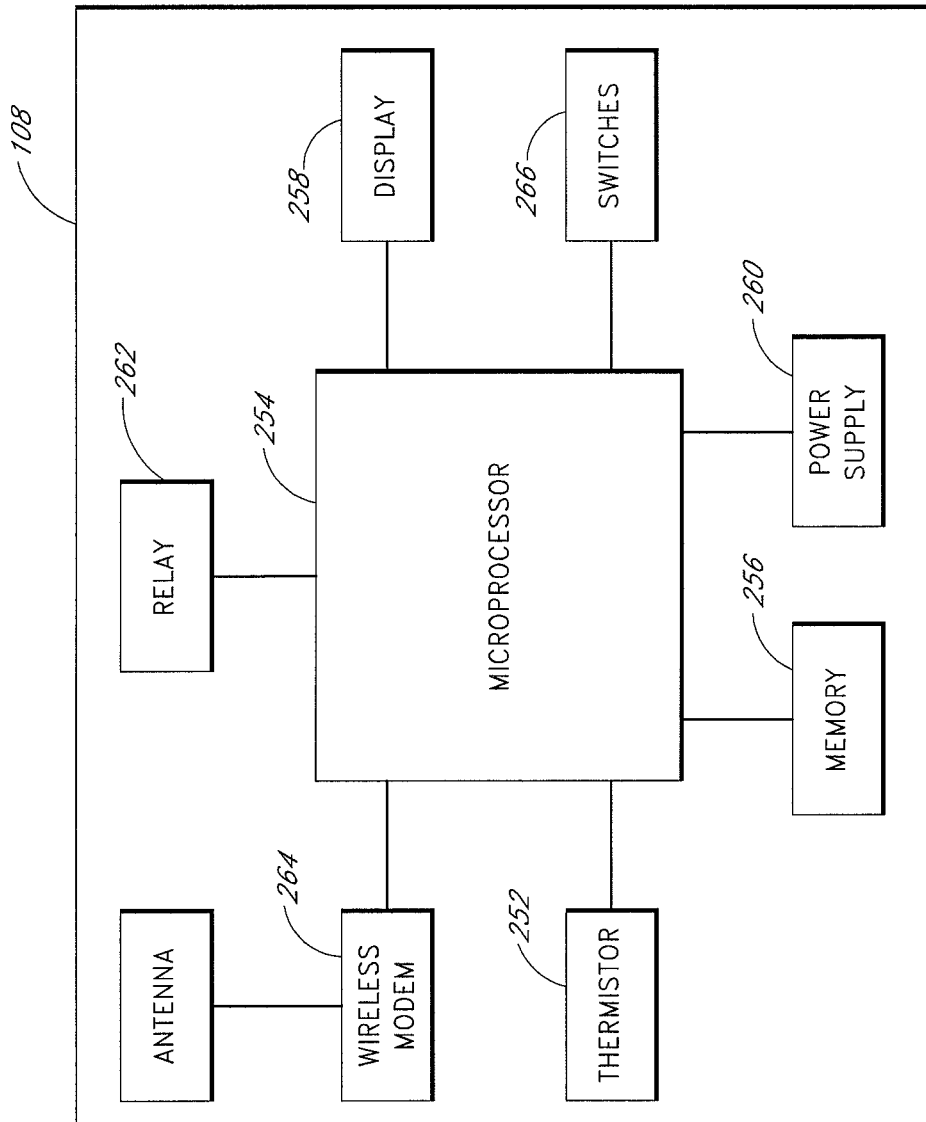 108
ANTENNA
RELAY
262
254
258
DISPLAY
264
WIRELESS
MODEM
MICROPROCESSOR
266
SWITCHES
252
THERMISTOR
256
MEMORY
260
POWER
SUPPLY